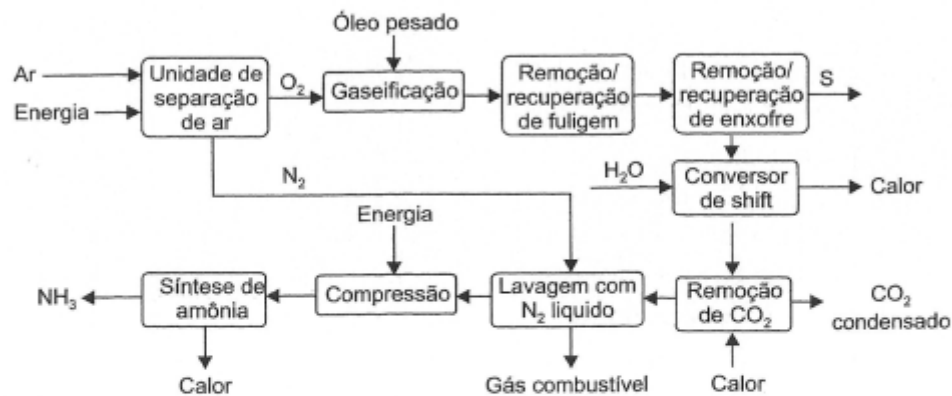 Óleo pesado
Ar
Energia
Unidade de
separação
de ar
O₂
Gaseificação
Remoção/
recuperação
de fuligem
Remoção/
recuperação
de enxofre
S
N₂
H₂O
Conversor
de shift
Calor
Energia
NH₃
Síntese de
amônia
Compressão
Lavagem com
N₂ liquido
Remoção
de CO₂
CO₂
condensado
Calor
Gás combustível
Calor